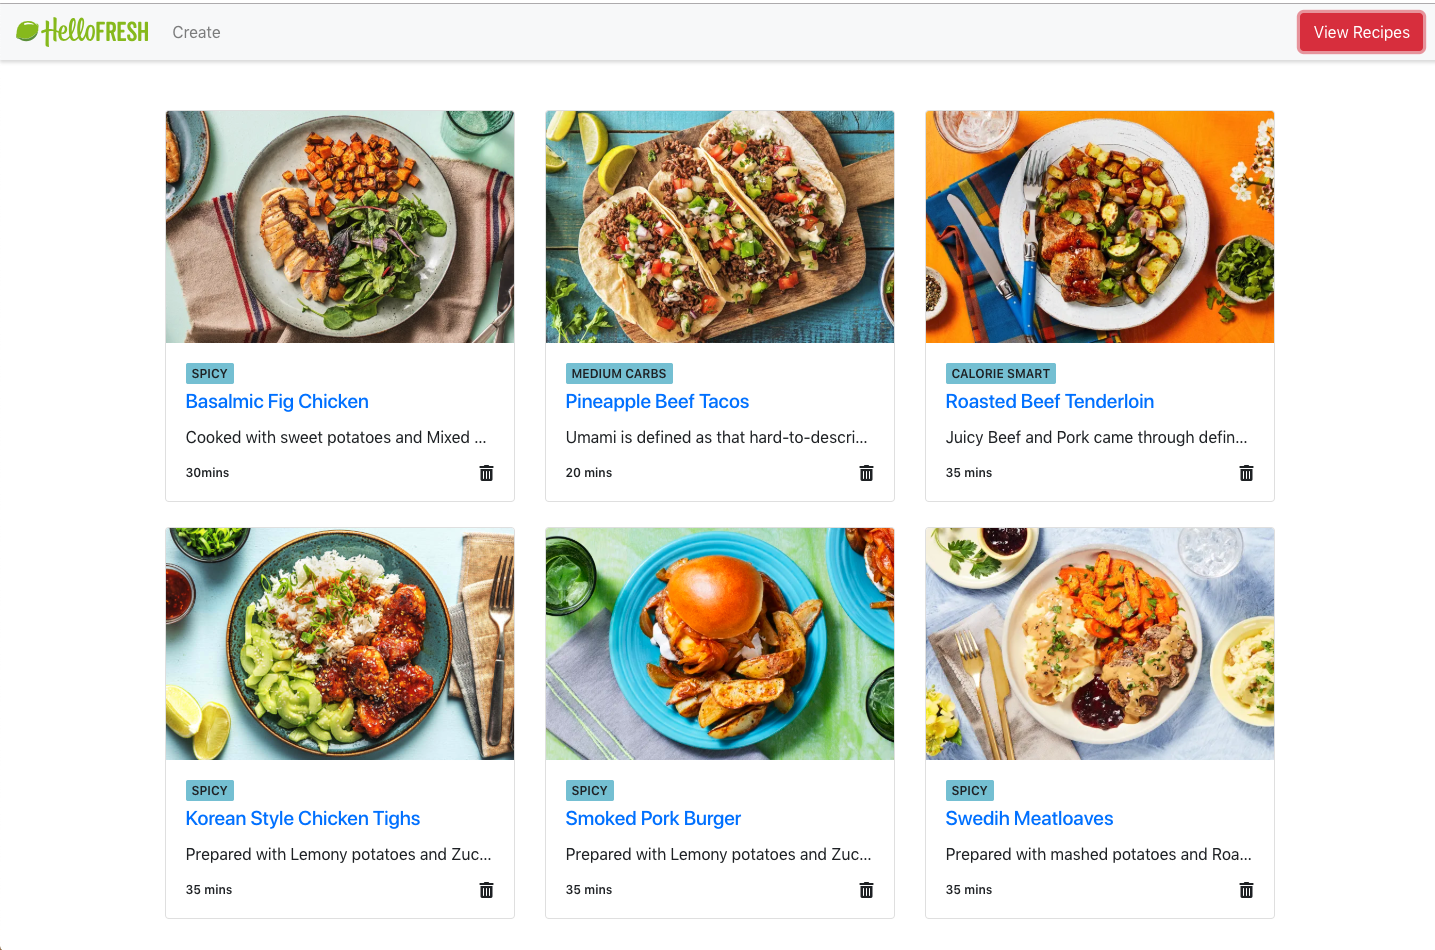 HelloFRESH Create View Recipes
SPICY
Basalmic Fig Chicken
Cooked with sweet potatoes and Mixed ...
30mins
MEDIUM CARBS
Pineapple Beef Tacos
Umami is defined as that hard-to-descri...
20 mins
CALORIE SMART
Roasted Beef Tenderloin
Juicy Beef and Pork came through defin...
35 mins
SPICY
Korean Style Chicken Tighs
Prepared with Lemony potatoes and Zuc...
35 mins
SPICY
Smoked Pork Burger
Prepared with Lemony potatoes and Zuc...
35 mins
SPICY
Swedih Meatloaves
Prepared with mashed potatoes and Roa...
35 mins